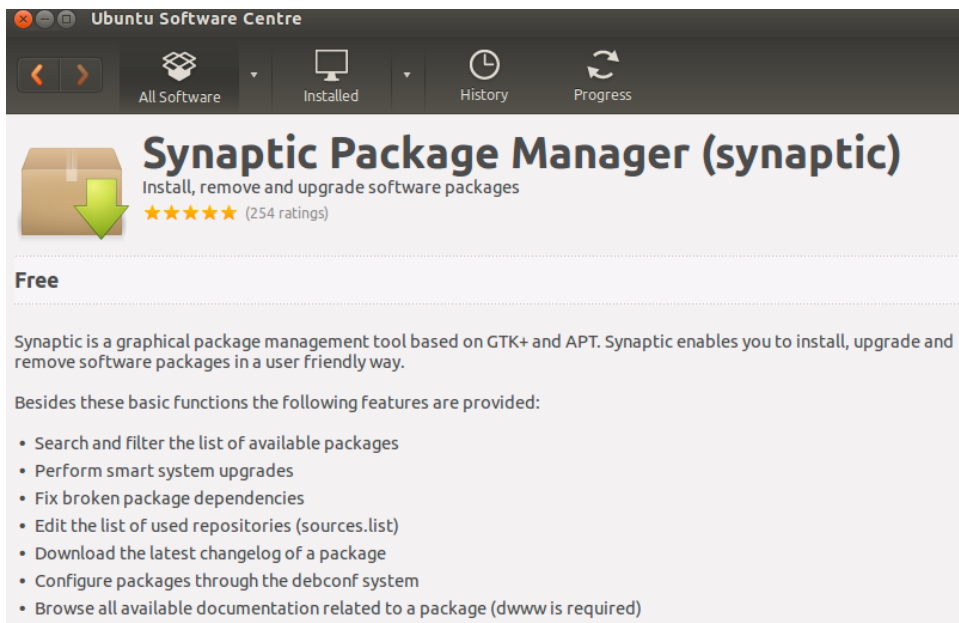 Ubuntu Software Centre
All Software
Installed
History
Progress
Synaptic Package Manager (synaptic)
Install, remove and upgrade software packages
(254 ratings)
Free
Synaptic is a graphical package management tool based on GTK+ and APT. Synaptic enables you to install, upgrade and
remove software packages in a user friendly way.
Besides these basic functions the following features are provided:
• Search and filter the list of available packages
• Perform smart system upgrades
• Fix broken package dependencies
• Edit the list of used repositories (sources.list)
• Download the latest changelog of a package
• Configure packages through the debconf system
• Browse all available documentation related to a package (dwww is required)